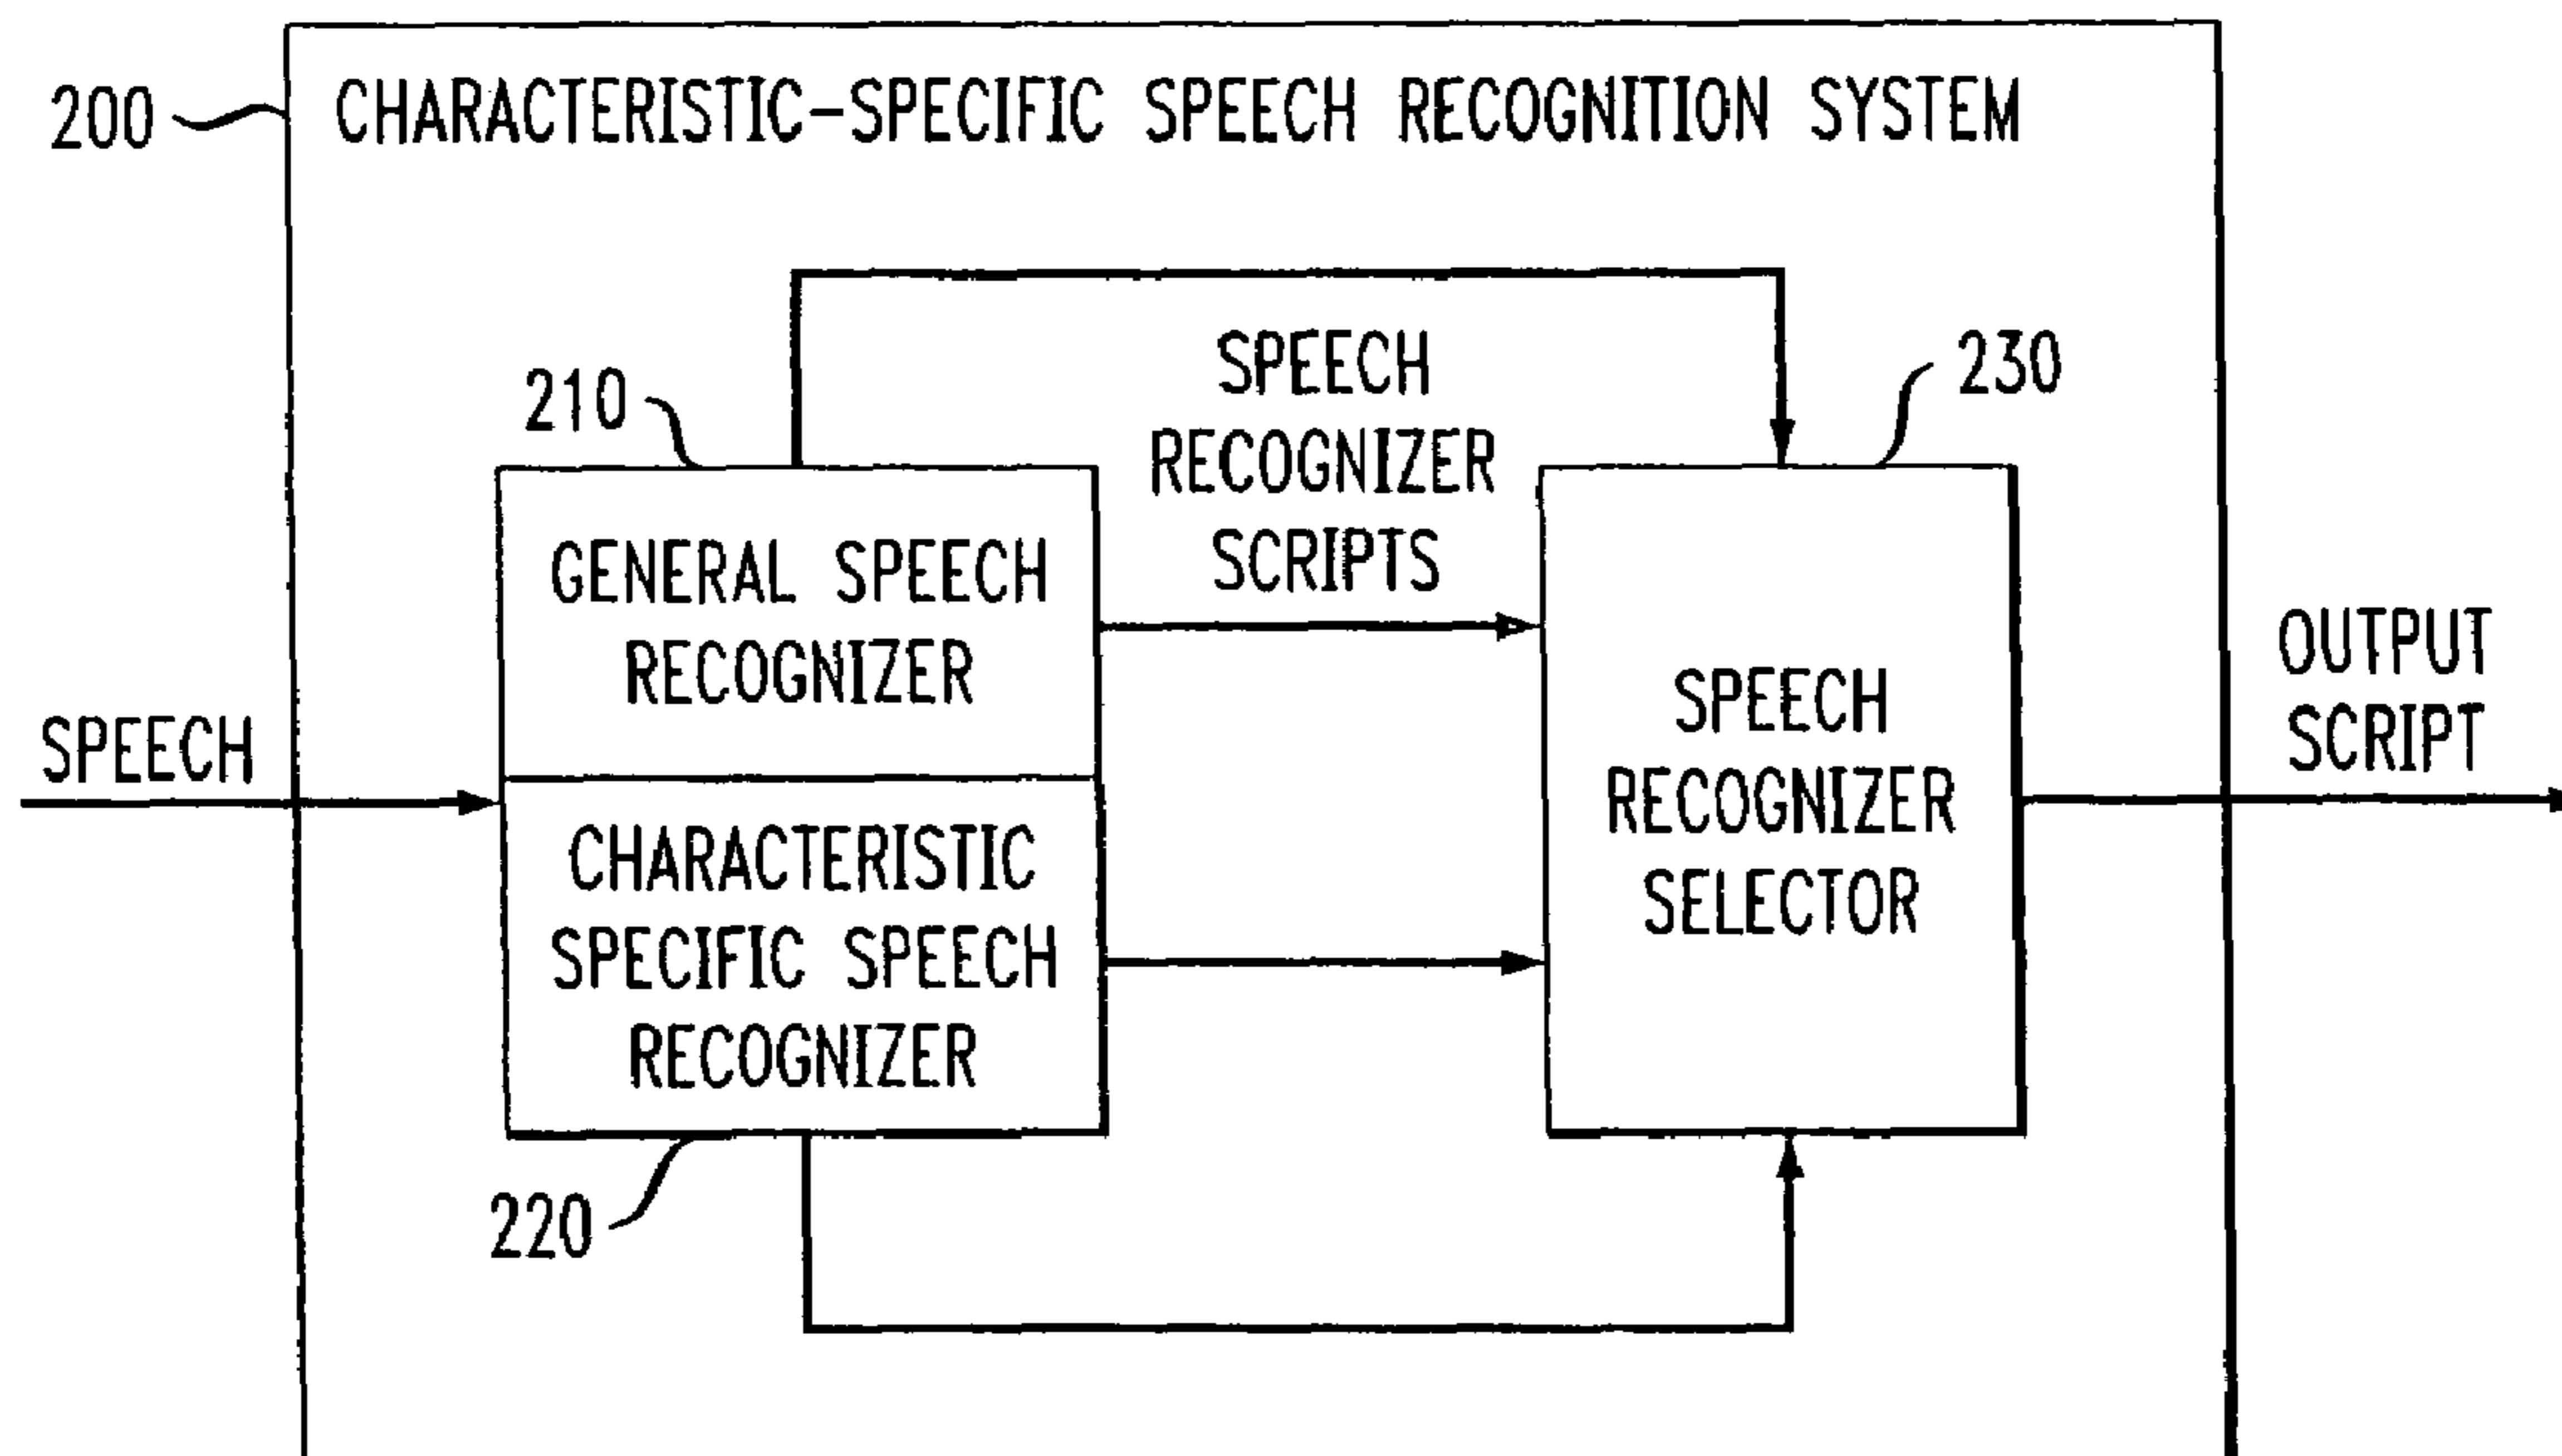 200
CHARACTERISTIC-SPECIFIC SPEECH RECOGNITION SYSTEM
210
SPEECH
RECOGNIZER
SCRIPTS
230
GENERAL SPEECH
RECOGNIZER
SPEECH
CHARACTERISTIC
SPECIFIC SPEECH
RECOGNIZER
220
SPEECH
RECOGNIZER
SELECTOR
OUTPUT
SCRIPT